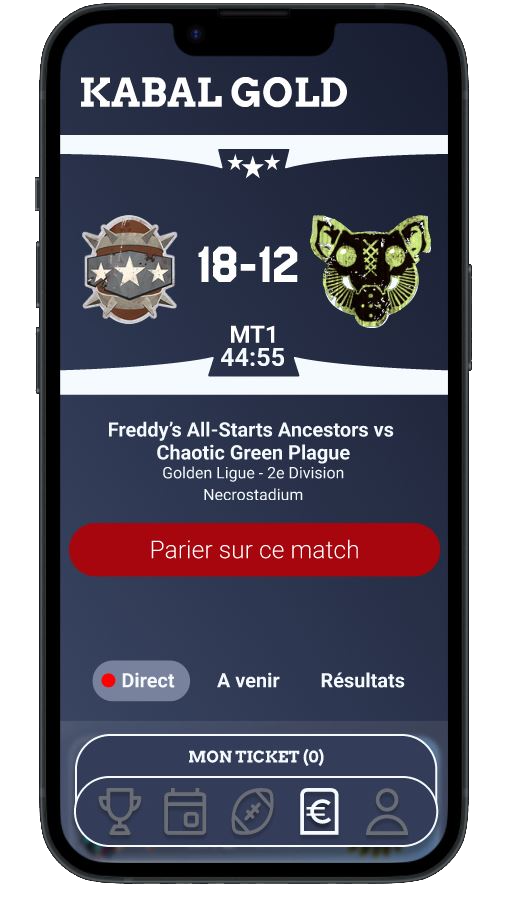 KABAL GOLD
18-12
MT1
44:55
Freddy’s All-Starts Ancestors vs
Chaotic Green Plague
Golden Ligue - 2e Division
Necrostadium
Parier sur ce match
Direct A venir Résultats
MON TICKET (0)
€